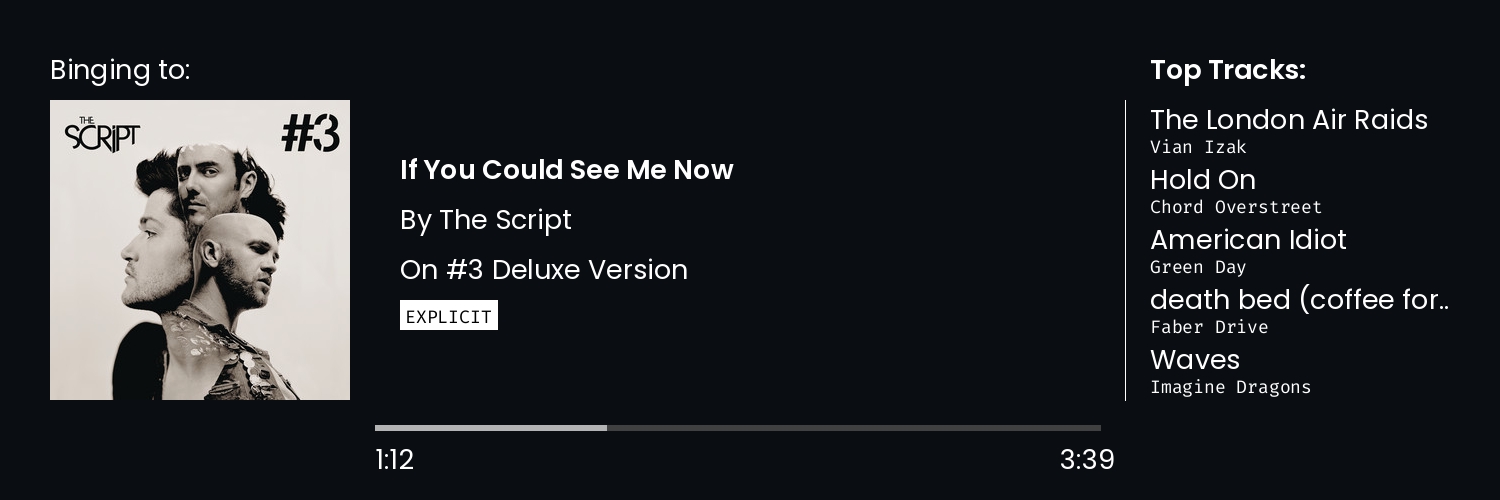 Binging to:
THE
SCRIPT
#3
If You Could See Me Now
By The Script
On #3 Deluxe Version
EXPLICIT
1:12
3:39
Top Tracks:
The London Air Raids
Vian Izak
Hold On
Chord Overstreet
American Idiot
Green Day
death bed (coffee for..
Faber Drive
Waves
Imagine Dragons